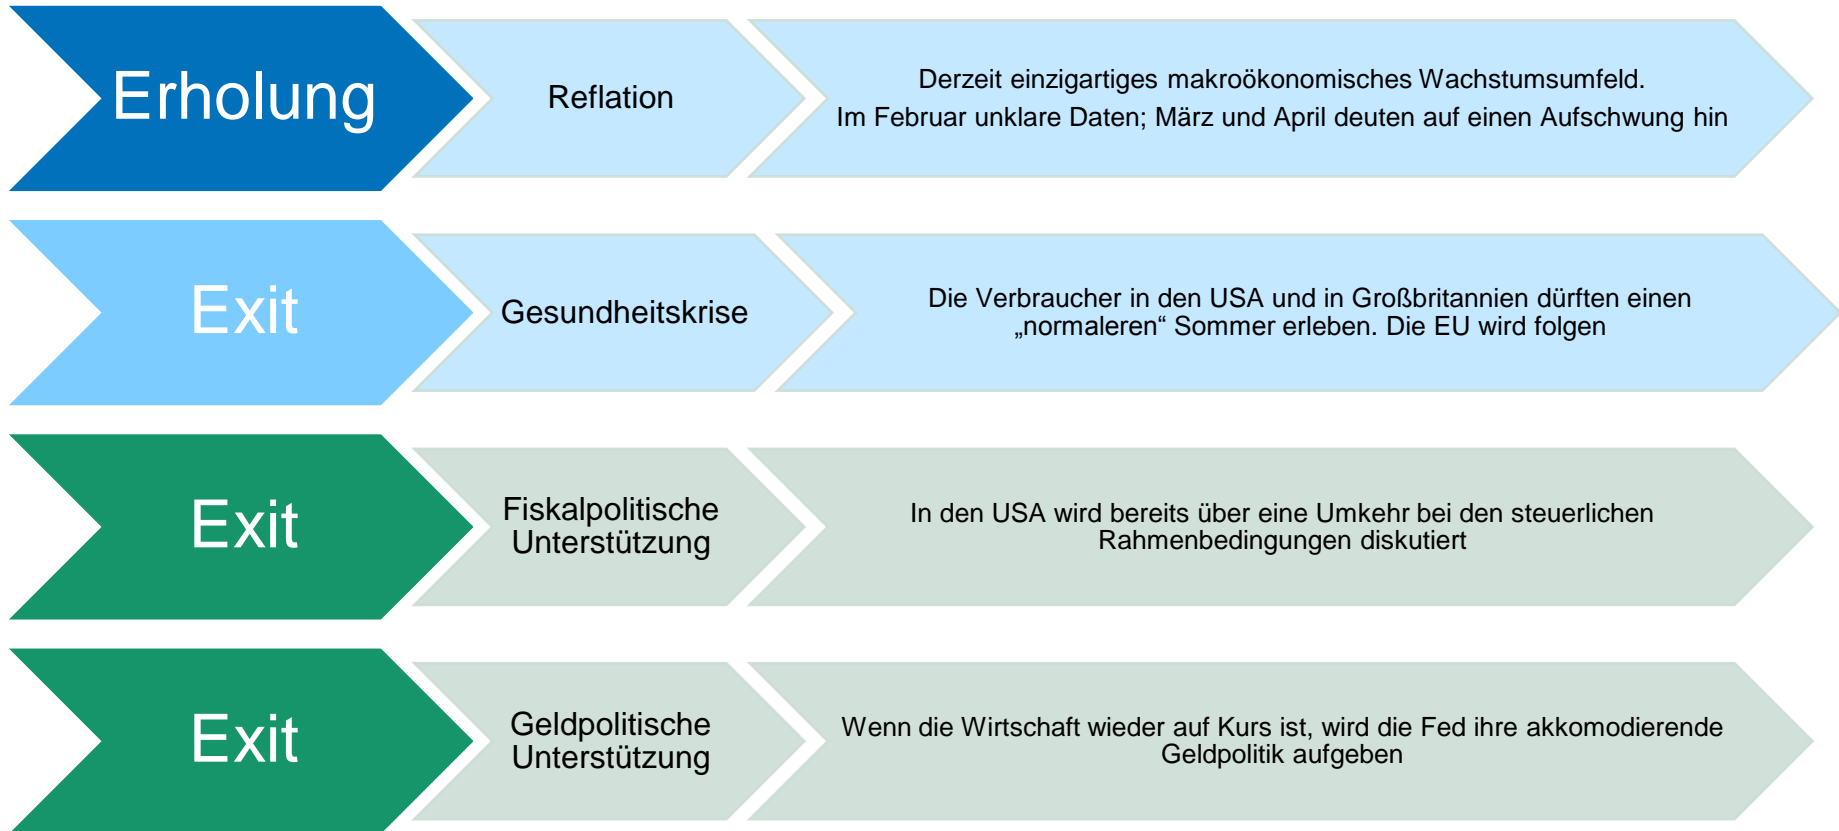 Erholung
Reflation
Derzeit einzigartiges makroökonomisches Wachstumsumfeld.
Im Februar unklare Daten; März und April deuten auf einen Aufschwung hin
Exit
Gesundheitskrise
Die Verbraucher in den USA und in Großbritannien dürften einen
„normaleren“ Sommer erleben. Die EU wird folgen
Exit
Fiskalpolitische
Unterstützung
In den USA wird bereits über eine Umkehr bei den steuerlichen
Rahmenbedingungen diskutiert
Exit
Geldpolitische
Unterstützung
Wenn die Wirtschaft wieder auf Kurs ist, wird die Fed ihre akkomodierende
Geldpolitik aufgeben